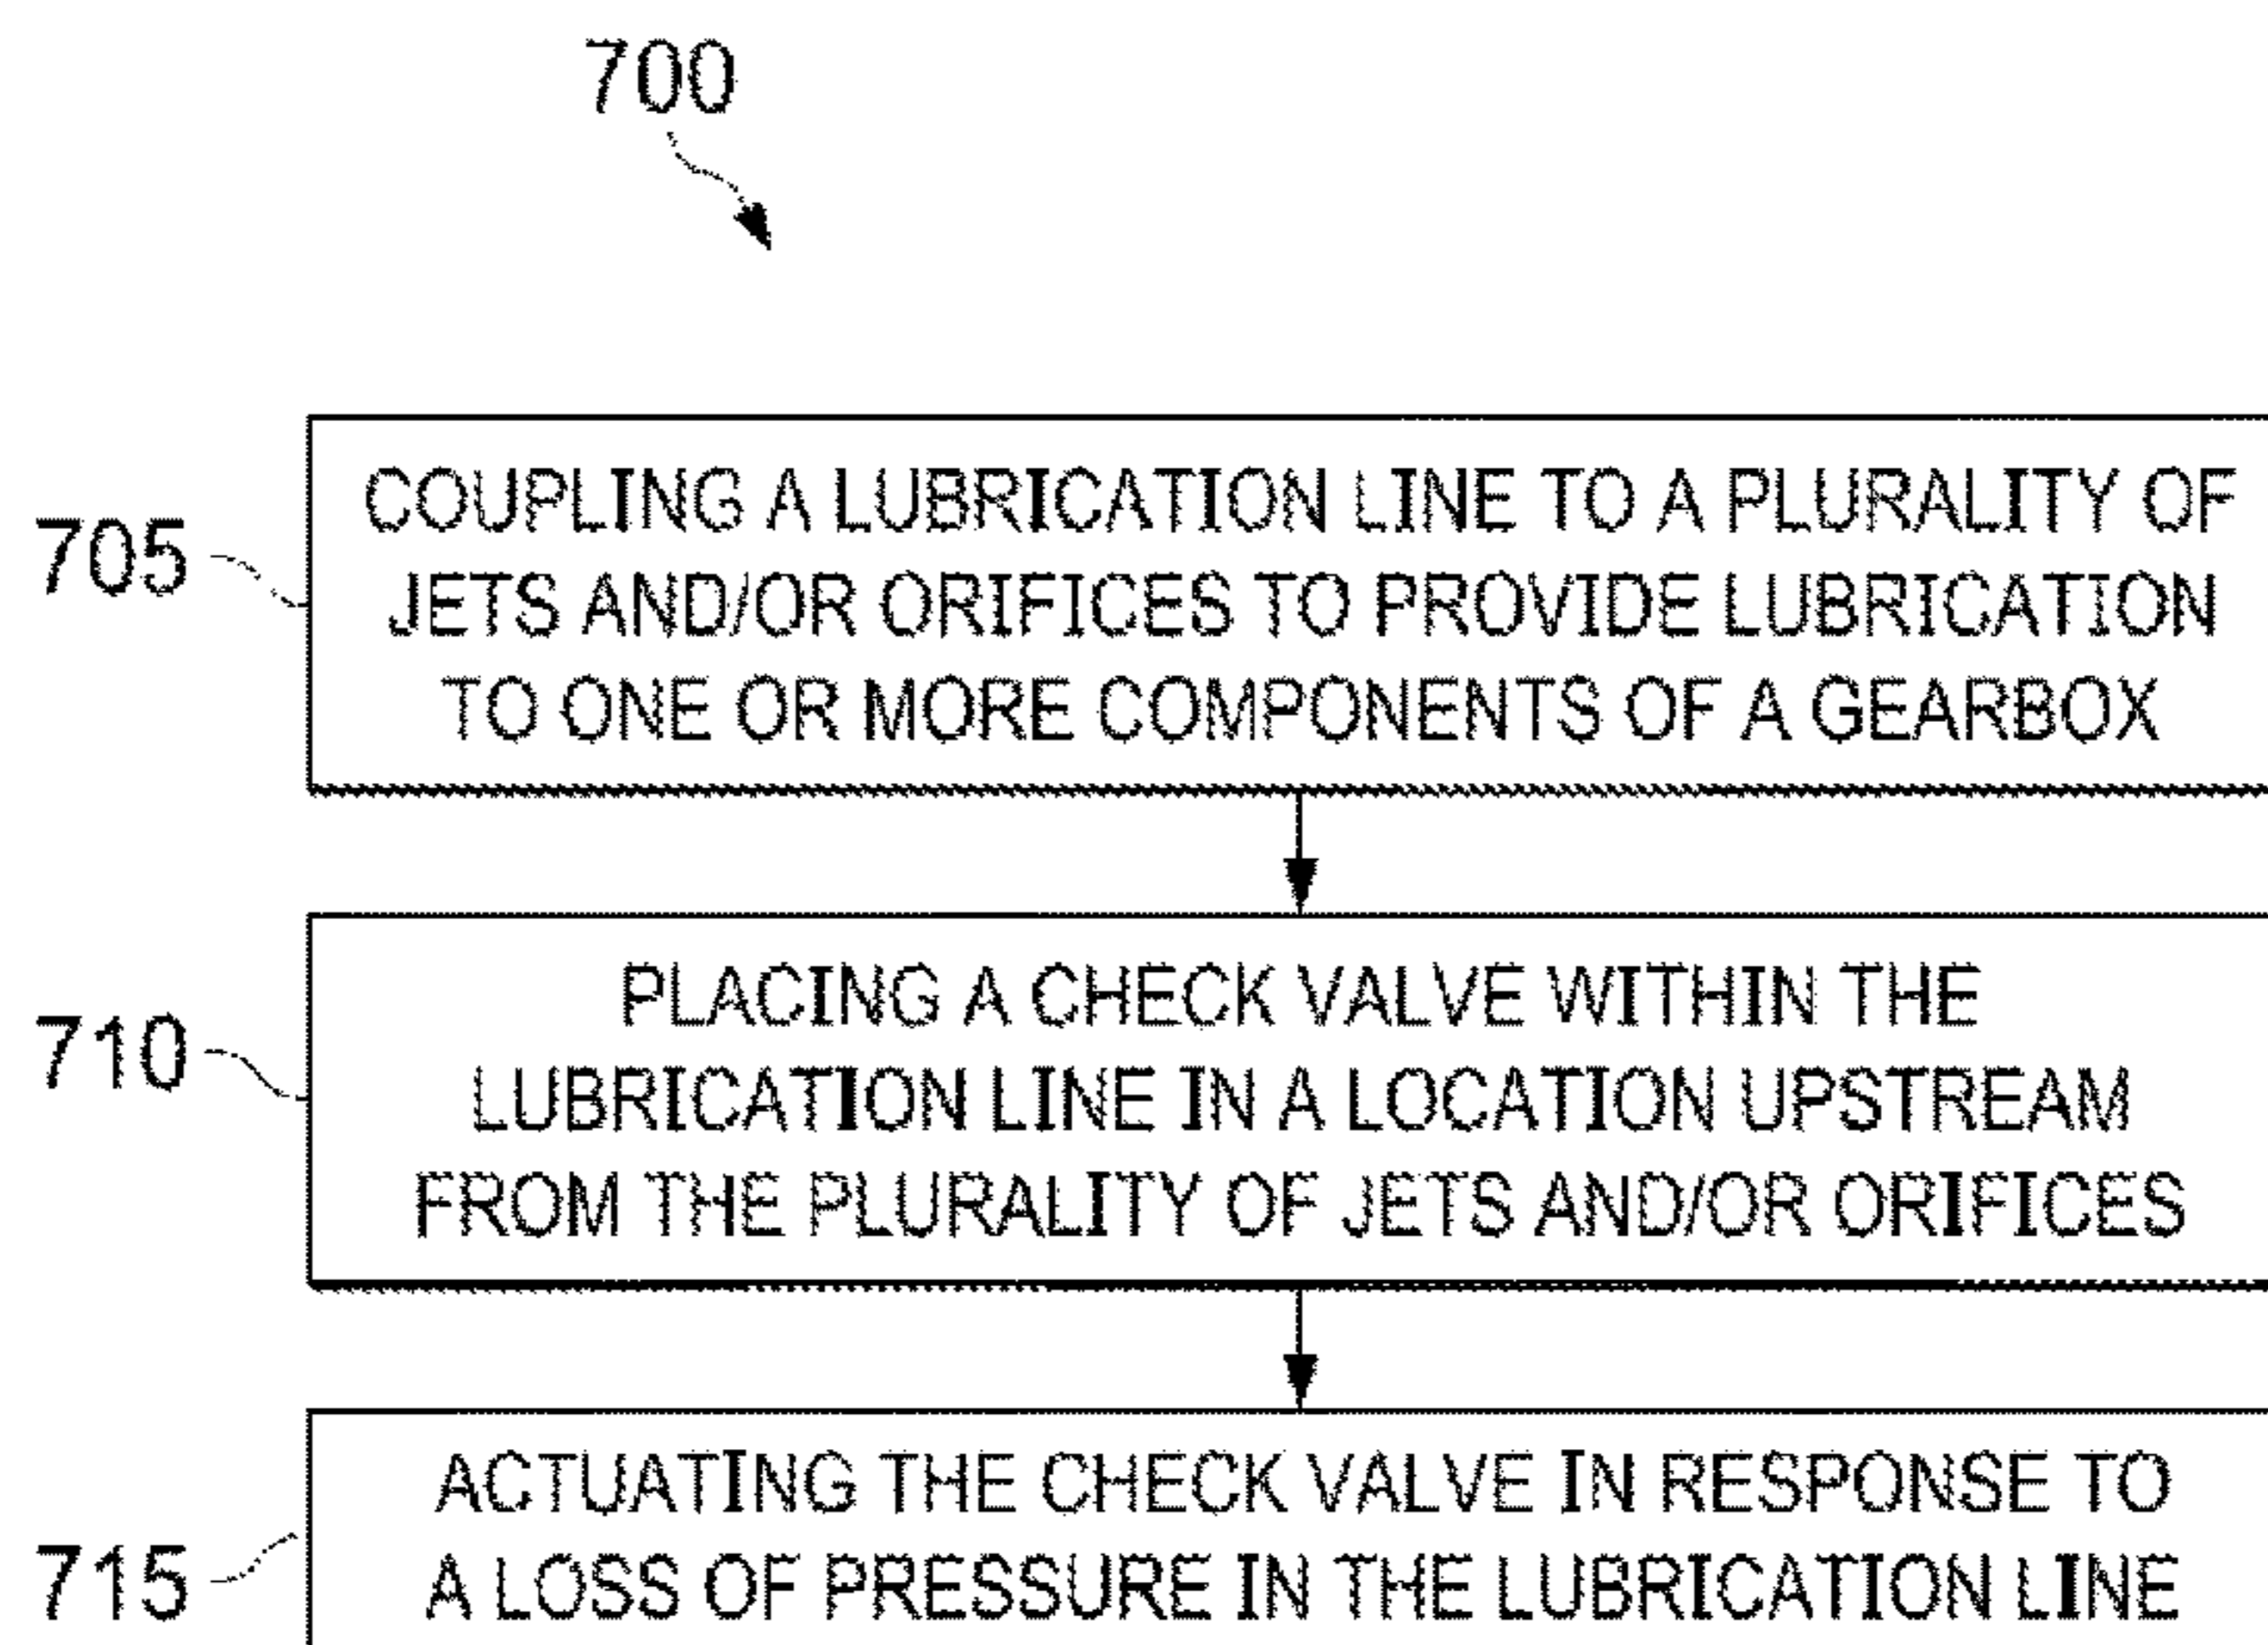 700
705
COUPLING A LUBRICATION LINE TO A PLURALITY OF
JETS AND/OR ORIFICES TO PROVIDE LUBRICATION
TO ONE OR MORE COMPONENTS OF A GEARBOX
710
PLACING A CHECK VALVE WITHIN THE
LUBRICATION LINE IN A LOCATION UPSTREAM
FROM THE PLURALITY OF JETS AND/OR ORIFICES
715
ACTUATING THE CHECK VALVE IN RESPONSE TO
A LOSS OF PRESSURE IN THE LUBRICATION LINE